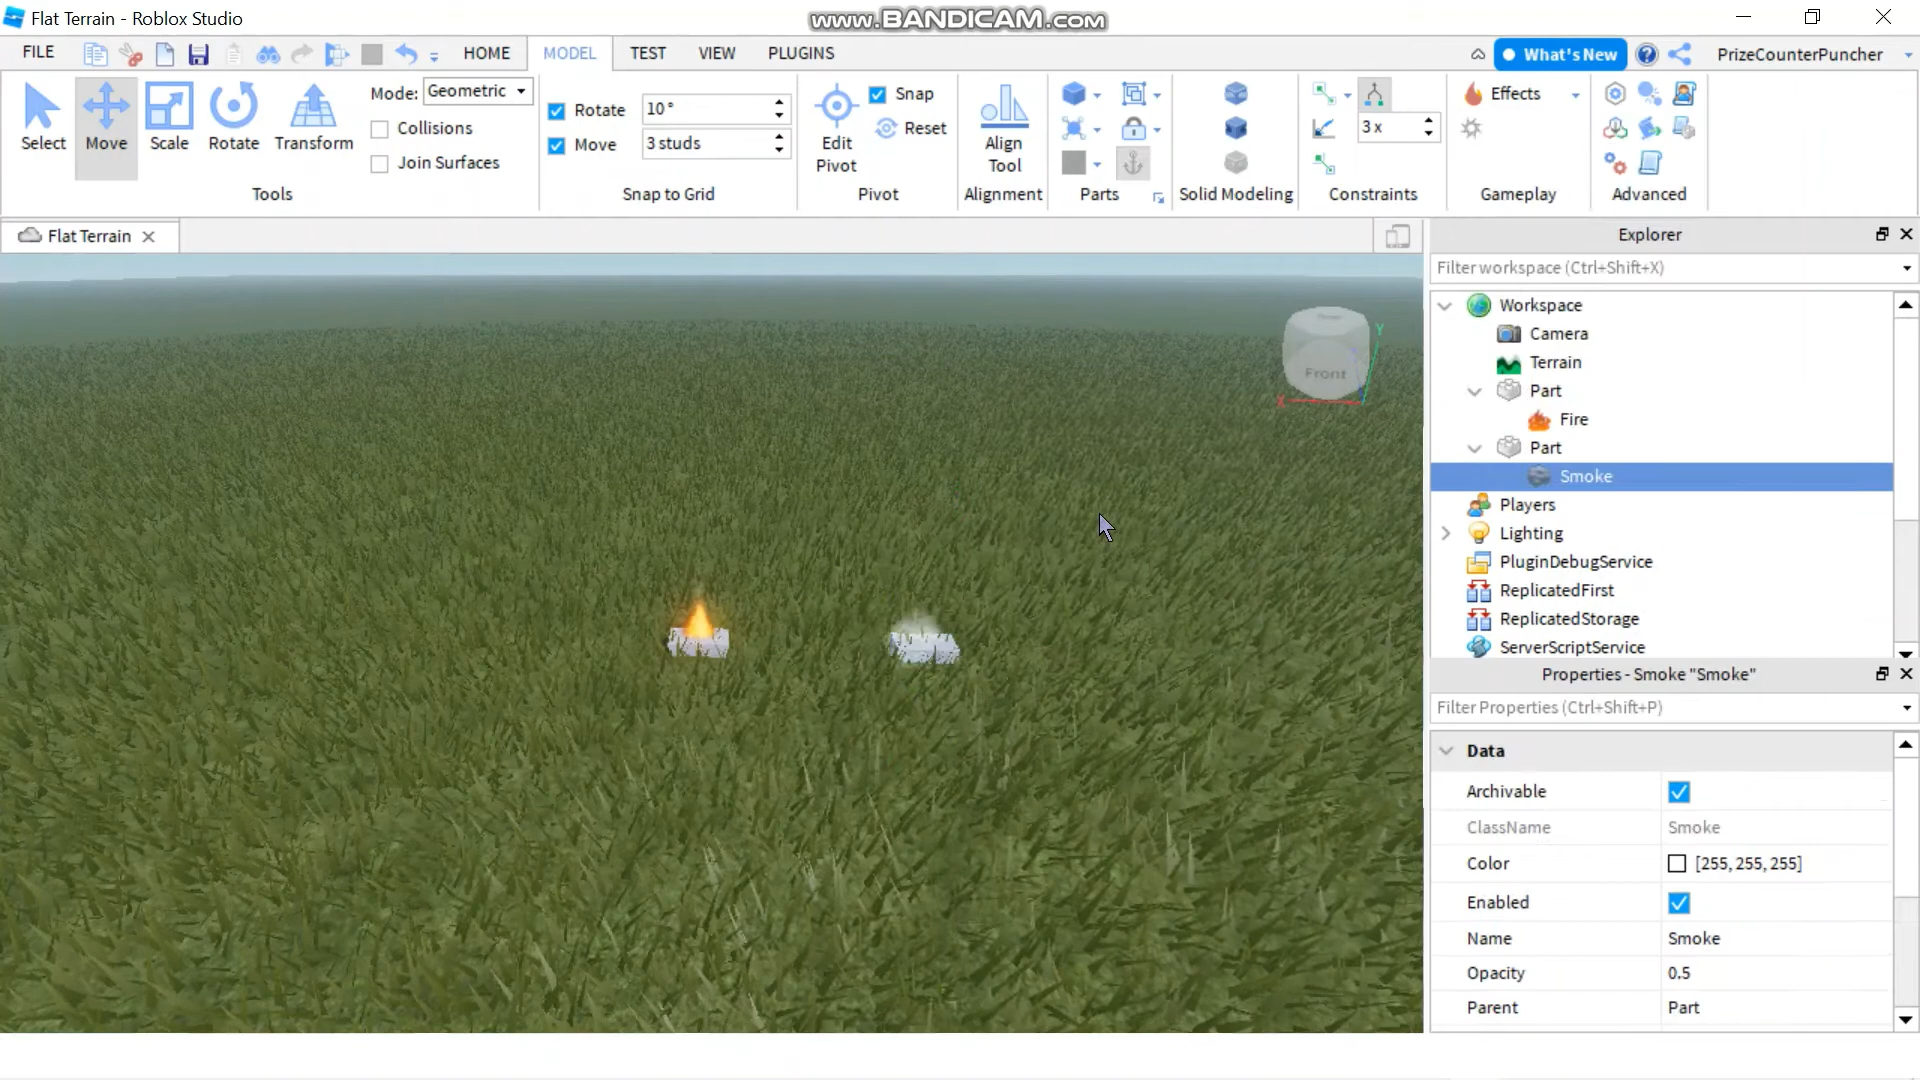 Flat Terrain - Roblox Studio
www.BANDICAM.com
FILE HOME MODEL TEST VIEW PLUGINS What's New PrizeCounterPuncher
Select Move Scale Rotate Transform
Mode: Geometric
Collisions
Join Surfaces
Tools
Rotate 10 °
Move 3 studs
Snap to Grid
Edit Pivot
Snap
Reset
Pivot
Align Tool
Alignment
Parts
Solid Modeling
3 x
Constraints
Effects
Gameplay
Advanced
Flat Terrain
Front
X
Y
Explorer
Filter workspace (Ctrl+Shift+X)
Workspace
Camera
Terrain
Part
Fire
Part
Smoke
Players
Lighting
PluginDebugService
ReplicatedFirst
ReplicatedStorage
ServerScriptService
Properties - Smoke "Smoke"
Filter Properties (Ctrl+Shift+P)
Data
Archivable
ClassName Smoke
Color [255, 255, 255]
Enabled
Name Smoke
Opacity 0.5
Parent Part